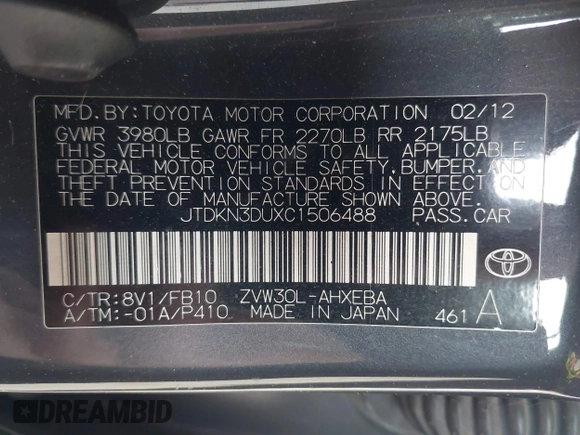 MFD.BY:TOYOTA MOTOR CORPORATION 02/12
GVWR 3980LB GAWR FR 2270LB RR 2175LB
THIS VEHICLE CONFORMS TO ALL APPLICABLE
FEDERAL MOTOR VEHICLE SAFETY,BUMPER,AND
THEFT PREVENTION STANDARDS IN EFFECT ON
THE DATE OF MANUFACTURE SHOWN ABOVE.
JTDKN3DUXC1506488 PASS.CAR
C/TR:8V1/FB10 ZVW30L-AHXEBA
A/TM:-01A/P410 MADE IN JAPAN 461 A
DREAMBID